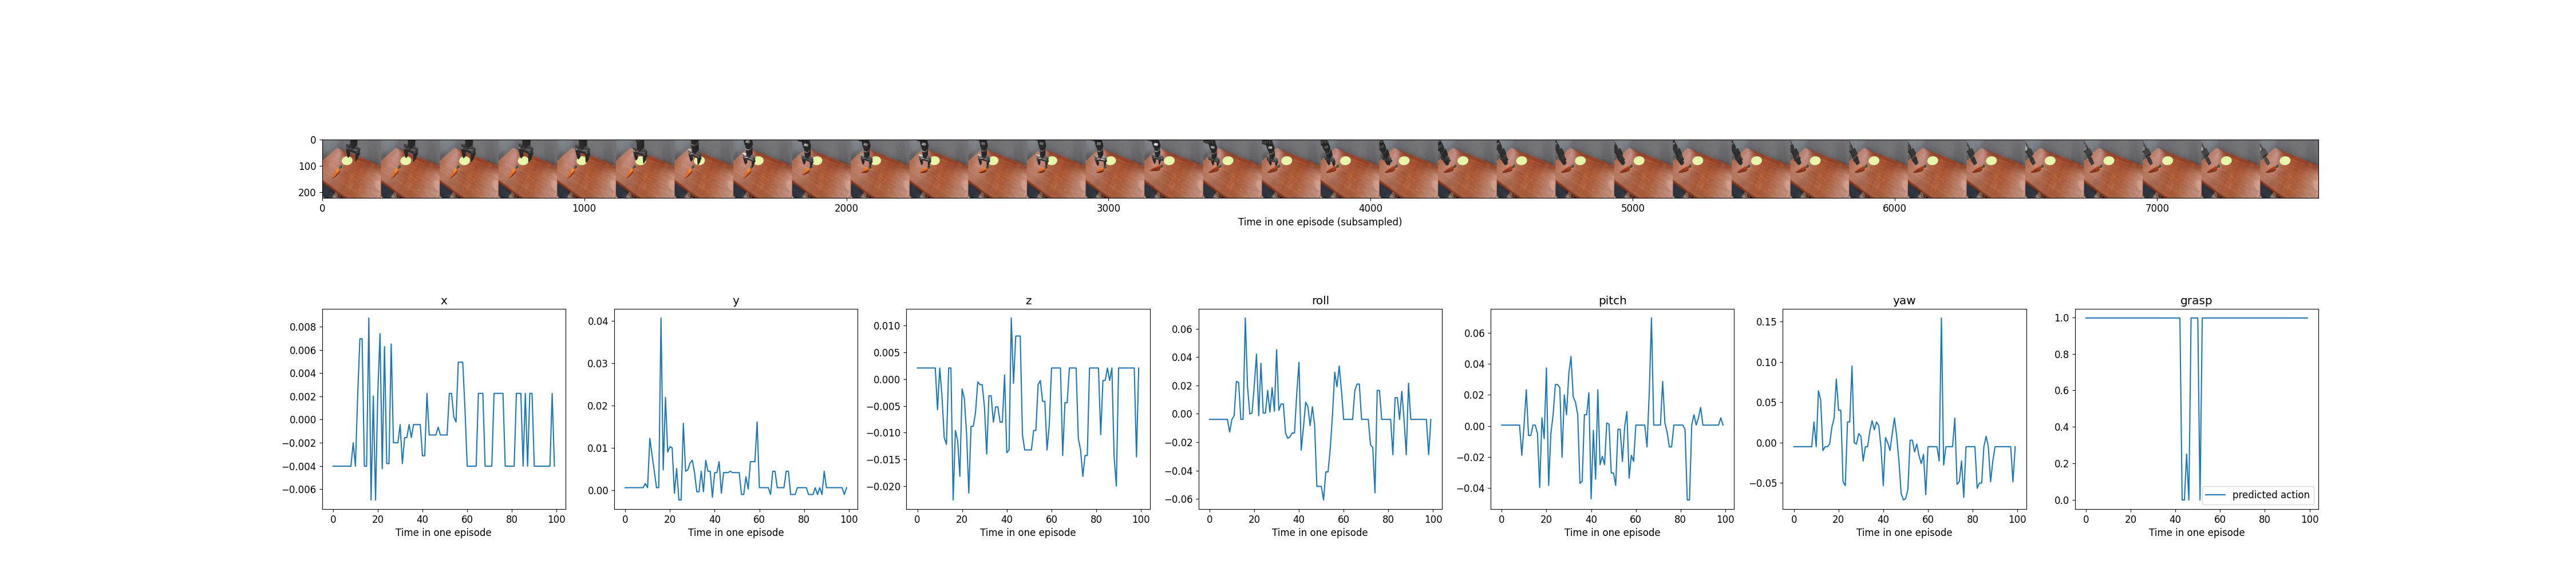 0
100
200
0 1000 2000 3000 4000 5000 6000 7000
Time in one episode (subsampled)
x
0.008
0.006
0.004
0.002
0.000
−0.002
−0.004
−0.006
0 20 40 60 80 100
Time in one episode
y
0.04
0.03
0.02
0.01
0.00
0 20 40 60 80 100
Time in one episode
z
0.010
0.005
0.000
−0.005
−0.010
−0.015
−0.020
0 20 40 60 80 100
Time in one episode
roll
0.06
0.04
0.02
0.00
−0.02
−0.04
−0.06
0 20 40 60 80 100
Time in one episode
pitch
0.06
0.04
0.02
0.00
−0.02
−0.04
0 20 40 60 80 100
Time in one episode
yaw
0.15
0.10
0.05
0.00
−0.05
0 20 40 60 80 100
Time in one episode
grasp
1.0
0.8
0.6
0.4
0.2
0.0
predicted action
0 20 40 60 80 100
Time in one episode